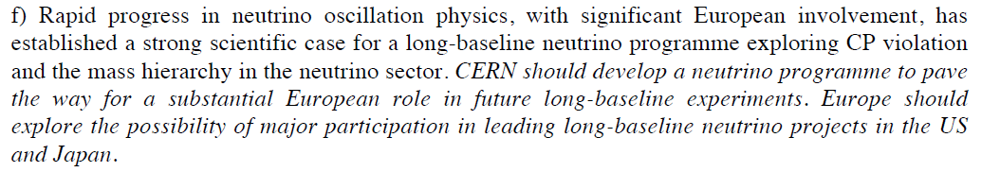 f) Rapid progress in neutrino oscillation physics, with significant European involvement, has
established a strong scientific case for a long-baseline neutrino programme exploring CP violation
and the mass hierarchy in the neutrino sector. CERN should develop a neutrino programme to pave
the way for a substantial European role in future long-baseline experiments. Europe should
explore the possibility of major participation in leading long-baseline neutrino projects in the US
and Japan.